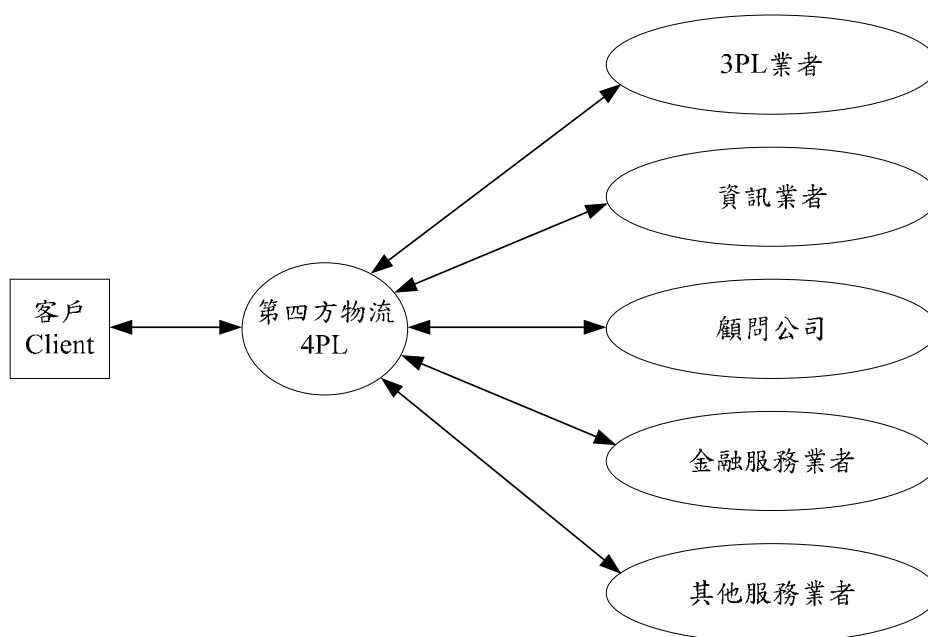 3PL業者
資訊業者
客戶
Client
第四方物流
4PL
顧問公司
金融服務業者
其他服務業者